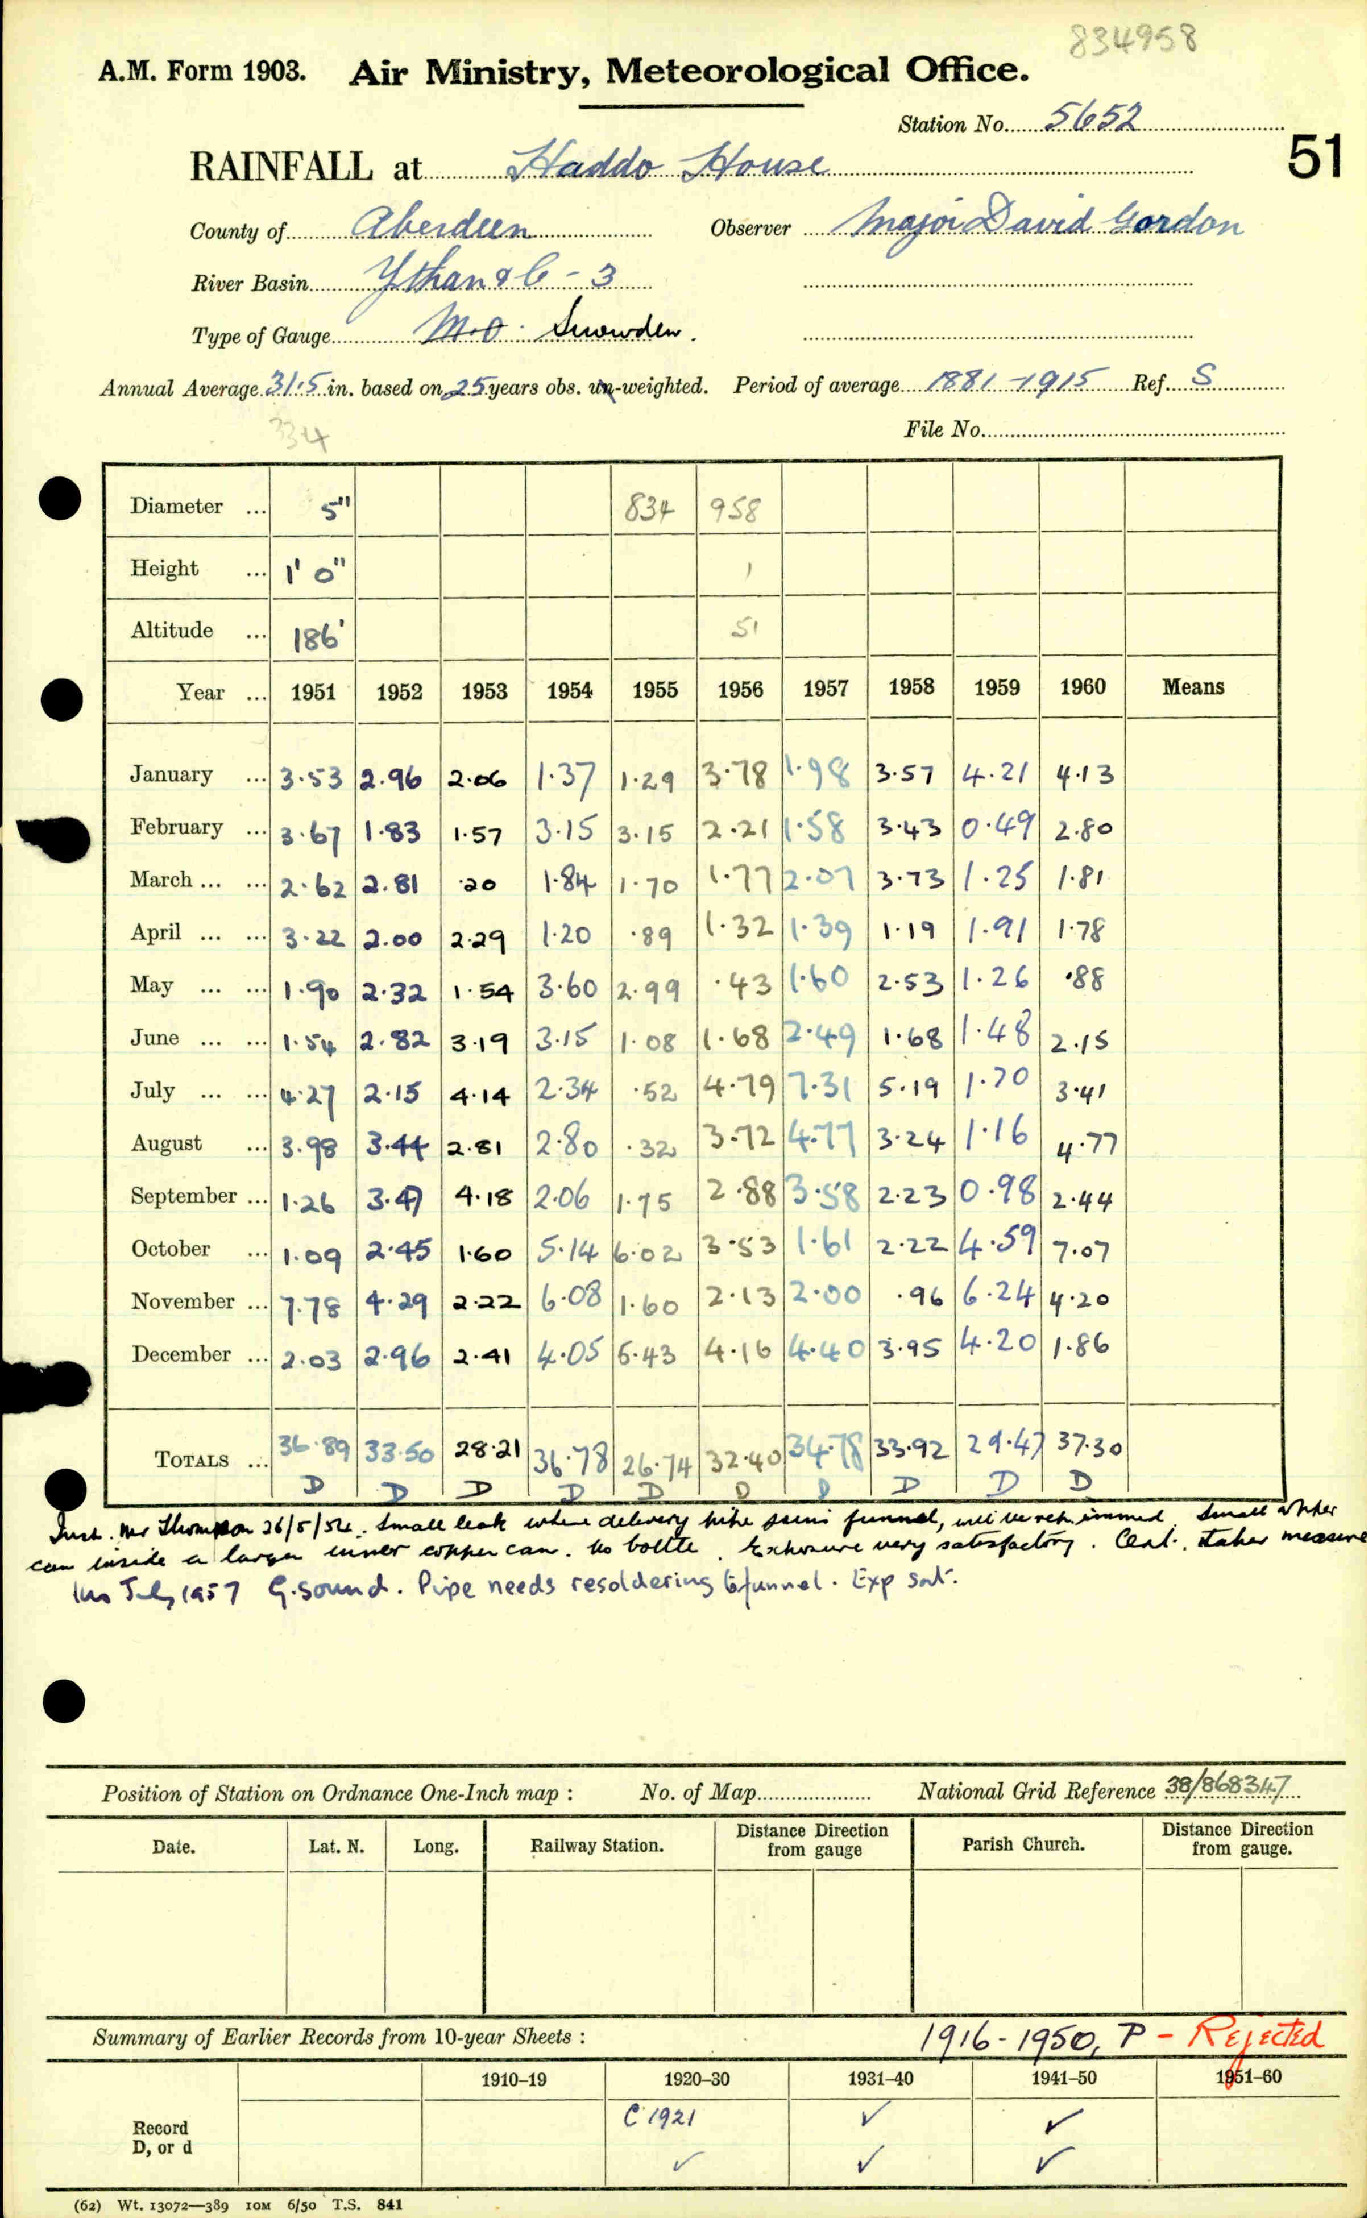 834958
A.M. Form 1903. Air Ministry, Meteorological Office.
Station No. 5652
51
RAINFALL at Haddo House
County of Aberdeen Observer Major David Gordon
River Basin Ythan & C - 3
Type of Gauge M.O. Snowdon.
Annual Average 31.5 in. based on 25 years obs. un-weighted. Period of average 1881-1915 Ref. S
334
File No.
Diameter ... 5" 834 958
Height ... 1' 0" 1
Altitude ... 186' 51
Year ... 1951 1952 1953 1954 1955 1956 1957 1958 1959 1960 Means
January ... 3.53 2.96 2.06 1.37 1.29 3.78 1.98 3.57 4.21 4.13
February ... 3.67 1.83 1.57 3.15 3.15 2.21 1.58 3.43 0.49 2.80
March ... ... 2.62 2.81 .20 1.84 1.70 1.77 2.07 3.73 1.25 1.81
April ... ... 3.22 2.00 2.29 1.20 .89 1.32 1.39 1.19 1.91 1.78
May ... ... 1.90 2.32 1.54 3.60 2.99 .43 1.60 2.53 1.26 .88
June ... ... 1.54 2.82 3.19 3.15 1.08 1.68 2.49 1.68 1.48 2.15
July ... ... 4.27 2.15 4.14 2.34 .52 4.79 7.31 5.19 1.70 3.41
August ... 3.98 3.44 2.81 2.80 .32 3.72 4.77 3.24 1.16 4.77
September ... 1.26 3.47 4.18 2.06 1.75 2.88 3.58 2.23 0.98 2.44
October ... 1.09 2.45 1.60 5.14 6.02 3.53 1.61 2.22 4.59 7.07
November ... 7.78 4.29 2.22 6.08 1.60 2.13 2.00 .96 6.24 4.20
December ... 2.03 2.96 2.41 4.05 5.43 4.16 4.40 3.95 4.20 1.86
TOTALS ... 36.89 33.50 28.21 36.78 26.74 32.40 34.78 33.92 29.47 37.30
D D D D D D D D D D
Insd. Mr Thompson 26/5/54. Small leak where delivery pipe joins funnel, will be rep. immed. Small copper
can inside a larger inner copper can. No bottle. Exposure very satisfactory. Cent. stakes measure
Ins July 1957 G. sound. Pipe needs resoldering to funnel. Exp sat.
Position of Station on Ordnance One-Inch map : No. of Map National Grid Reference 38/868347
Date. Lat. N. Long. Railway Station. Distance Direction from gauge Parish Church. Distance Direction from gauge.
Summary of Earlier Records from 10-year Sheets : 1916-1950, P - Rejected
1910-19 1920-30 1931-40 1941-50 1951-60
Record C 1921 ✓ ✓
D, or d ✓ ✓ ✓
(62) Wt. 13072—389 10M 6/50 T.S. 841